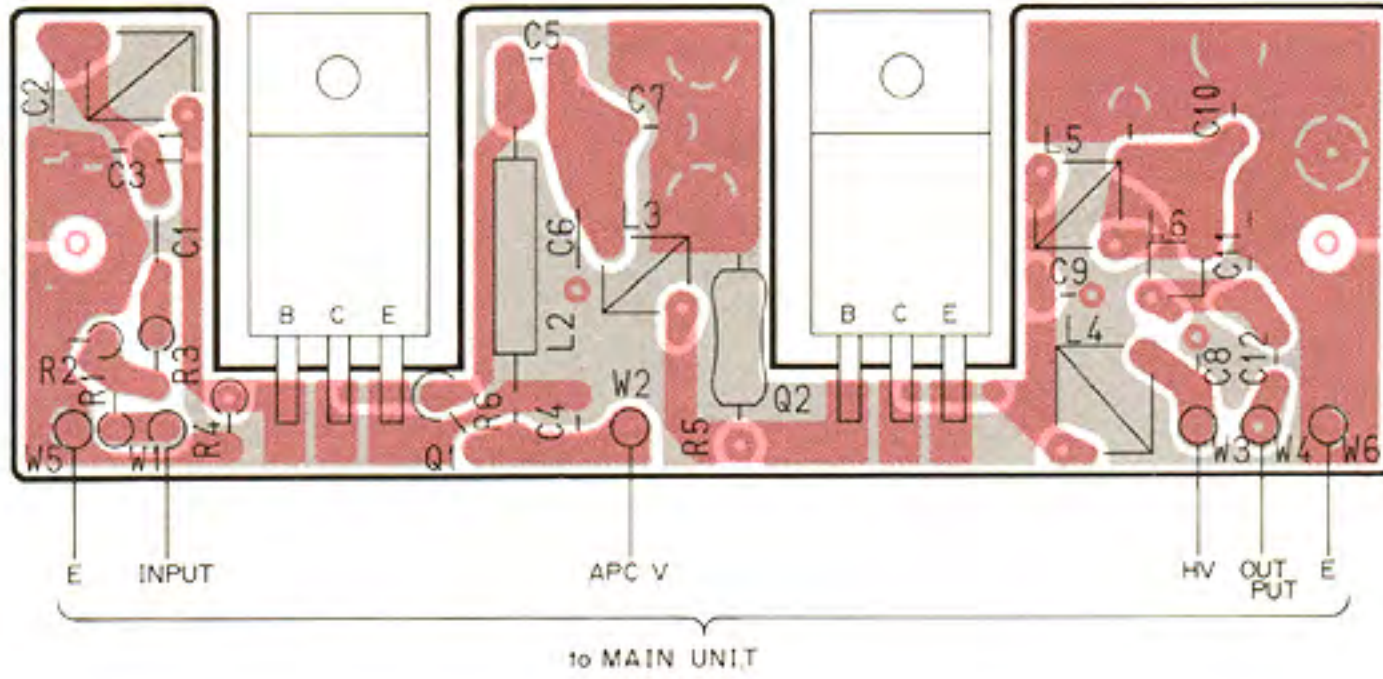 C2
C3
C1
R2
R1
R3
W5
W1
R4
B C E
C5
C7
C6
L3
L2
R6
C4
W2
Q1
R5
B C E
Q2
C10
L5
L6
C11
C9
L4
C8
C12
W3
W4
W6
E
INPUT
APC V
HV
OUT
PUT
E
to MAIN UNIT